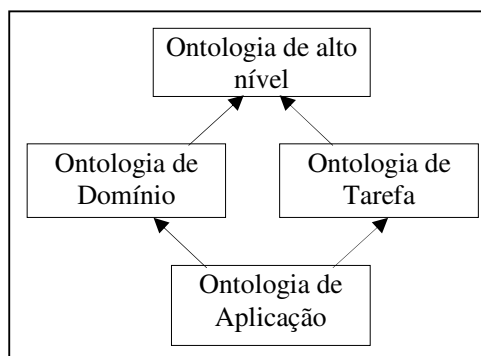 Ontologia de alto
nível
Ontologia de
Domínio
Ontologia de
Tarefa
Ontologia de
Aplicação